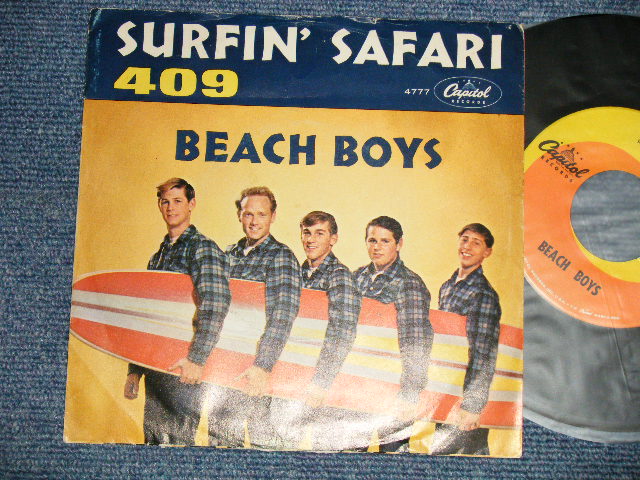 SURFIN' SAFARI
409
4777
Capitol
RECORDS
BEACH BOYS
Capitol
RECORDS
BEACH BOYS